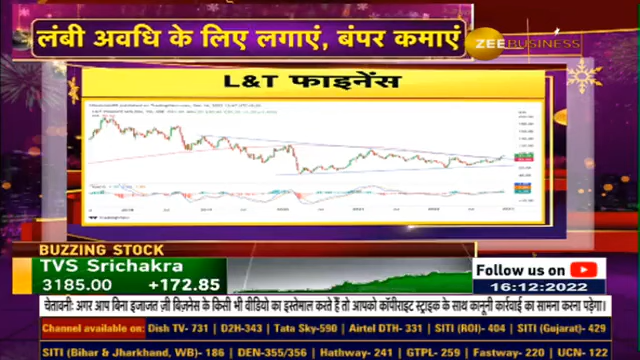 लंबी अवधि के लिए लगाएं, बंपर कमाएं
ZEE BUSINESS
L&T फाइनेंस
TradingView
BUZZING STOCK
TVS Srichakra
3185.00 +172.85
Follow us on
16:12:2022
चेतावनी: अगर आप बिना इजाजत ज़ी बिज़नेस के किसी भी वीडियो का इस्तेमाल करते हैं तो आपको कॉपीराइट स्ट्राइक के साथ कानूनी कार्रवाई का सामना करना पड़ेगा.
Channel available on: Dish TV- 731 | D2H-343 | Tata Sky-590 | Airtel DTH-331 | SITI (ROI) - 404 | SITI (Gujarat) - 429
SITI (Bihar & Jharkhand, WB) - 186 | DEN-355/356 | Hathway-241 | GTPL-259 | Fastway-220 | UCN-122